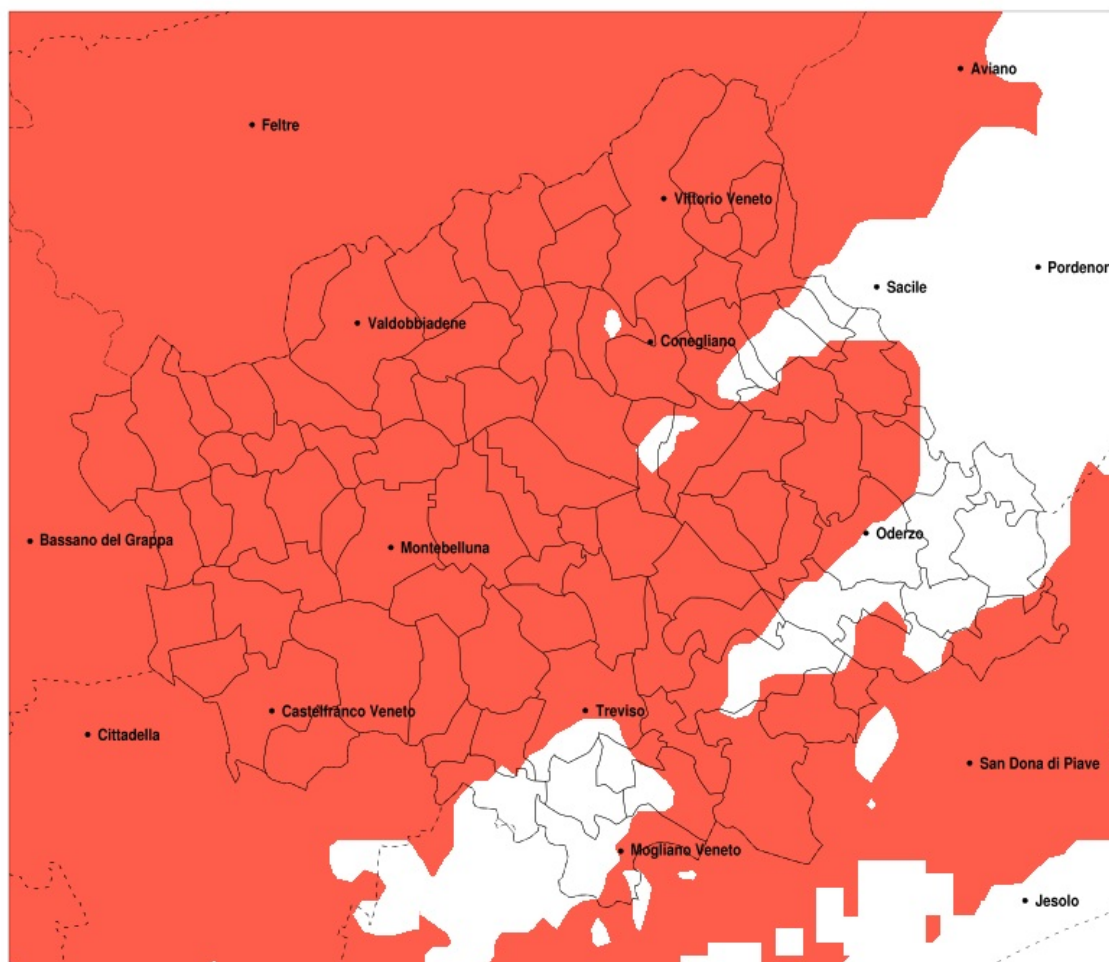 Aviano
Feltre
Vittorio Veneto
Pordenor
Sacile
Valdobbiadene
Conegliano
Oderzo
Bassano del Grappa
Montebelluna
Castelfranco Veneto
Treviso
Cittadella
San Dona di Piave
Mogliano Veneto
Jesolo